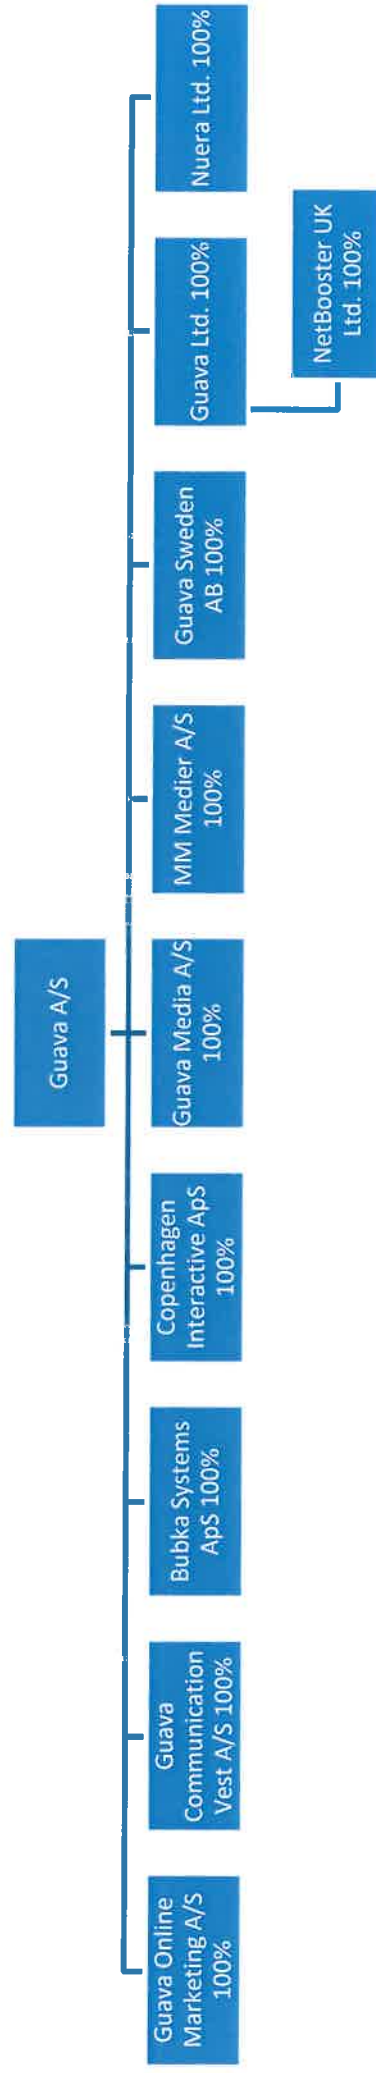 Guava A/S
Guava Online
Marketing A/S
100%
Guava
Communication
Vest A/S 100%
Bubka Systems
ApS 100%
Copenhagen
Interactive ApS
100%
Guava Media A/S
100%
MM Medier A/S
100%
Guava Sweden
AB 100%
Guava Ltd. 100%
Nuera Ltd. 100%
NetBooster UK
Ltd. 100%